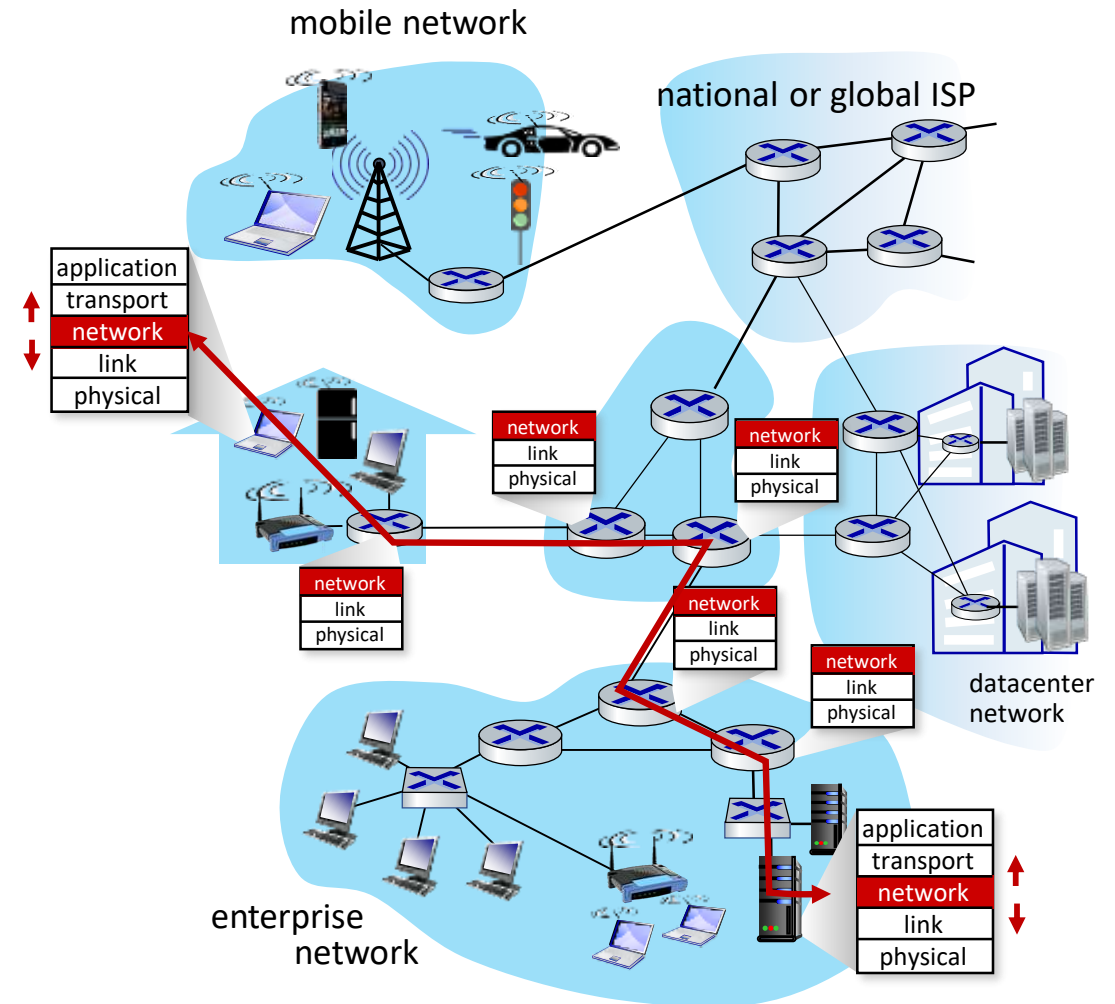 mobile network
national or global ISP
application
transport
network
link
physical
network
link
physical
network
link
physical
network
link
physical
network
link
physical
network
link
physical
datacenter
network
application
transport
network
link
physical
enterprise
network